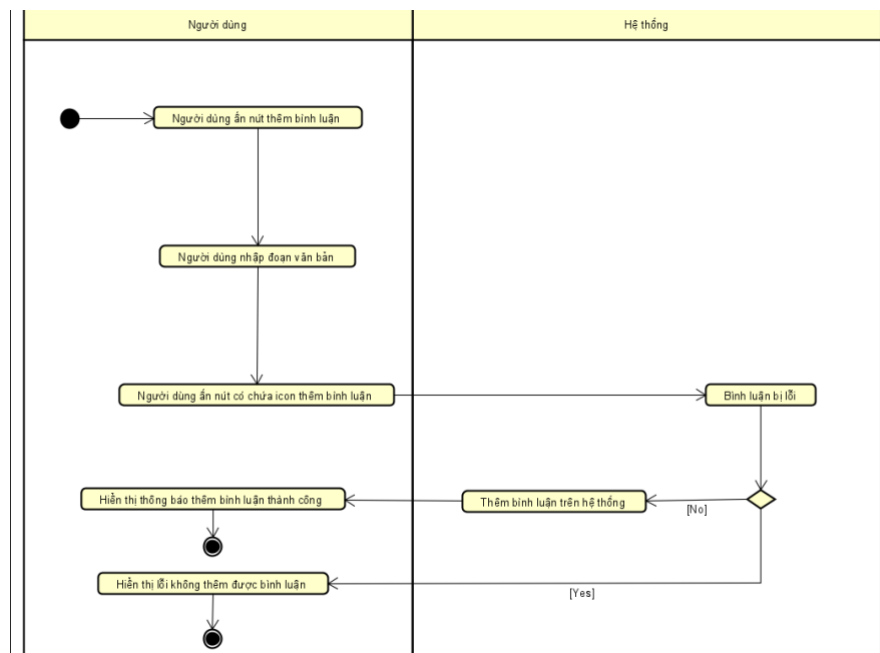 Người dùng
Hệ thống
Người dùng ấn nút thêm bình luận
Người dùng nhập đoạn văn bản
Người dùng ấn nút có chứa icon thêm bình luận
Bình luận bị lỗi
Hiển thị thông báo thêm bình luận thành công
Thêm bình luận trên hệ thống
[No]
Hiển thị lỗi không thêm được bình luận
[Yes]